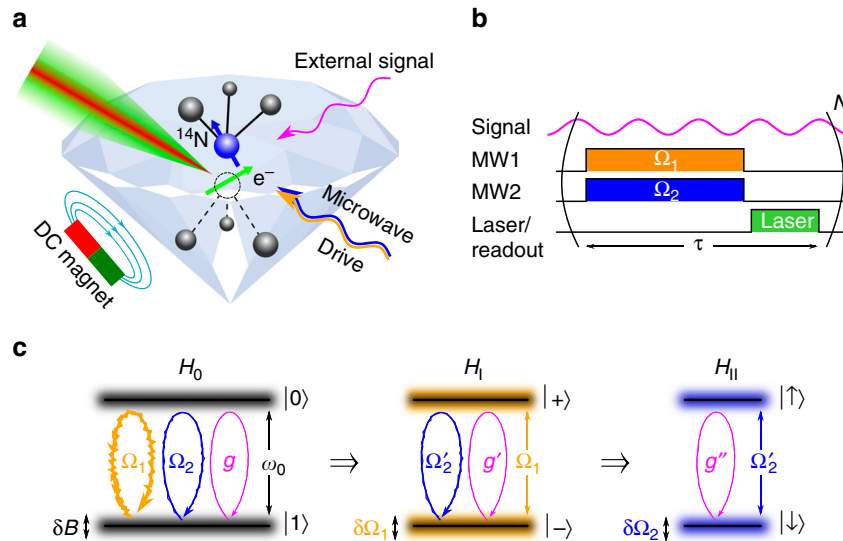 a
External signal
¹⁴N
e⁻
Microwave
Drive
DC magnet
b
N
Signal
MW1
Ω₁
MW2
Ω₂
Laser/
readout
Laser
τ
c
H₀
H_I
H_II
|0⟩
|+⟩
|↑⟩
Ω₁
Ω₂
g
ω₀
⇒
Ω′₂
g′
Ω₁
⇒
g″
Ω′₂
δB
|1⟩
δΩ₁
|−⟩
δΩ₂
|↓⟩